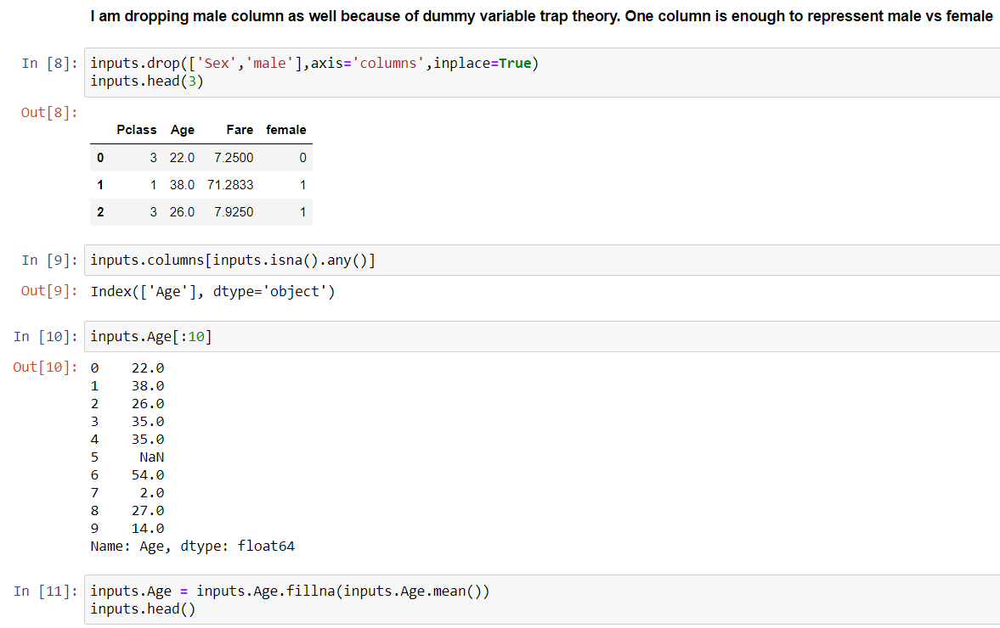 I am dropping male column as well because of dummy variable trap theory. One column is enough to repressent male vs female
In [8]: inputs.drop(['Sex','male'],axis='columns',inplace=True)
inputs.head(3)
Out[8]:
Pclass Age Fare female
0 3 22.0 7.2500 0
1 1 38.0 71.2833 1
2 3 26.0 7.9250 1
In [9]: inputs.columns[inputs.isna().any()]
Out[9]: Index(['Age'], dtype='object')
In [10]: inputs.Age[:10]
Out[10]: 0 22.0
1 38.0
2 26.0
3 35.0
4 35.0
5 NaN
6 54.0
7 2.0
8 27.0
9 14.0
Name: Age, dtype: float64
In [11]: inputs.Age = inputs.Age.fillna(inputs.Age.mean())
inputs.head()